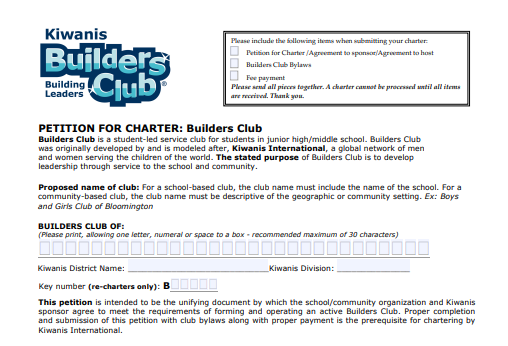 Kiwanis
Builders
Club®
Building
Leaders
Please include the following items when submitting your charter:
Petition for Charter/Agreement to sponsor/Agreement to host
Builders Club Bylaws
Fee payment
Please send all pieces together. A charter cannot be processed until all items
are received. Thank you.
PETITION FOR CHARTER: Builders Club
Builders Club is a student-led service club for students in junior high/middle school. Builders Club
was originally developed by and is modeled after, Kiwanis International, a global network of men
and women serving the children of the world. The stated purpose of Builders Club is to develop
leadership through service to the school and community.
Proposed name of club: For a school-based club, the club name must include the name of the school. For a
community-based club, the club name must be descriptive of the geographic or community setting. Ex: Boys
and Girls Club of Bloomington
BUILDERS CLUB OF:
(Please print, allowing one letter, numeral or space to a box - recommended maximum of 30 characters)
Kiwanis District Name: Kiwanis Division:
Key number (re-charters only): B
This petition is intended to be the unifying document by which the school/community organization and Kiwanis
sponsor agree to meet the requirements of forming and operating an active Builders Club. Proper completion
and submission of this petition with club bylaws along with proper payment is the prerequisite for chartering by
Kiwanis International.